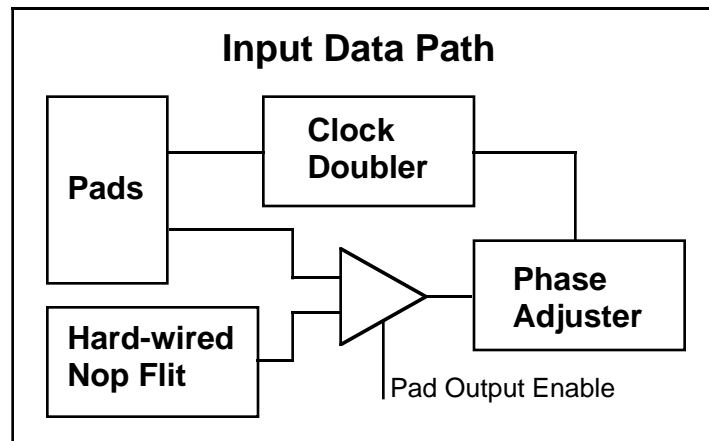 Input Data Path
Clock
Doubler
Pads
Phase
Adjuster
Hard-wired
Nop Flit
Pad Output Enable